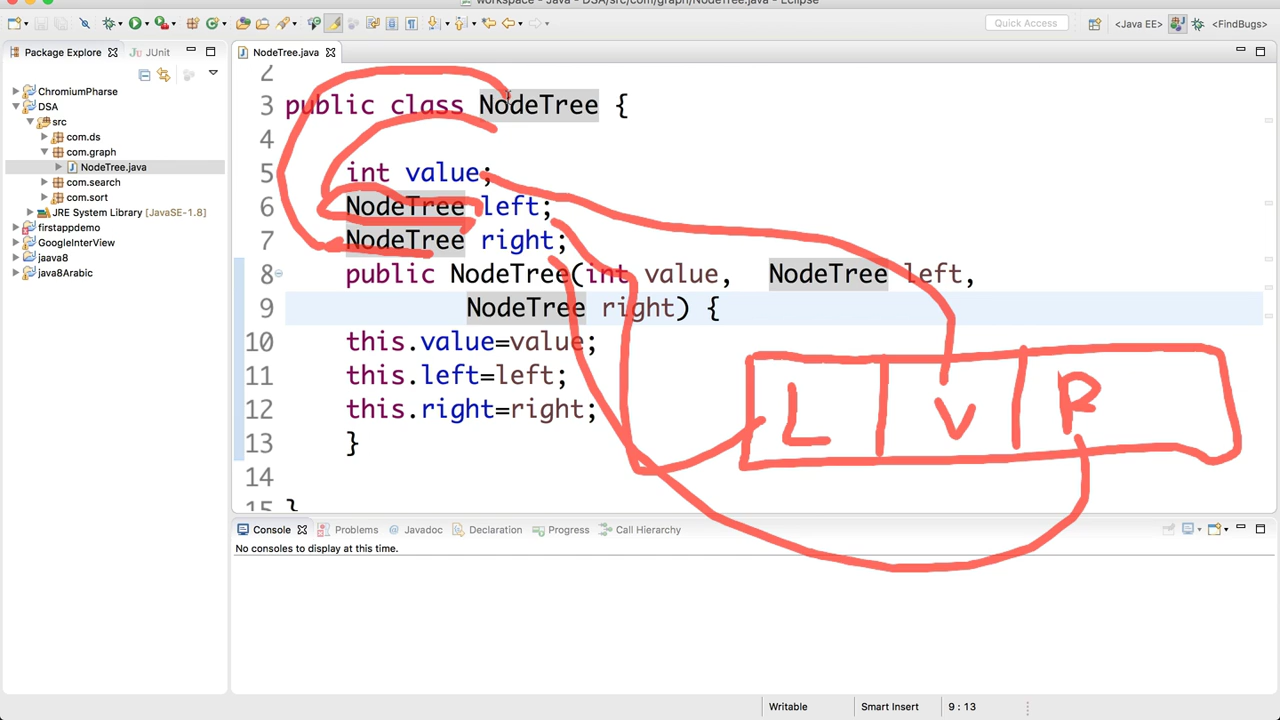 workspace - Java - DSA/src/com/graph/NodeTree.java - Eclipse
Quick Access
<Java EE>
<FindBugs>
Package Explorer
JUnit
NodeTree.java
ChromiumPharse
DSA
src
com.ds
com.graph
NodeTree.java
com.search
com.sort
JRE System Library [JavaSE-1.8]
firstappdemo
GoogleInterView
jaava8
java8Arabic
2
3 public class NodeTree {
4
5 int value;
6 NodeTree left;
7 NodeTree right;
8 public NodeTree(int value, NodeTree left,
9 NodeTree right) {
10 this.value=value;
11 this.left=left;
12 this.right=right;
13 }
14
15 }
L V R
Console Problems @ Javadoc Declaration Progress Call Hierarchy
No consoles to display at this time.
Writable Smart Insert 9 : 13